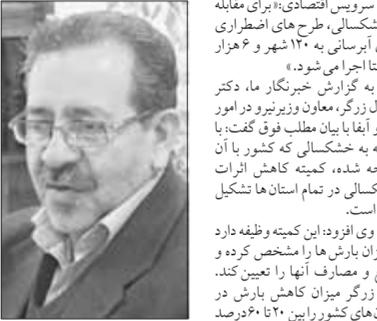 سرویس اقتصادی: «برای مقابله
شکسالی، طرح های اضطراری
آبرسانی به ۱۲۰ شهر و ۶ هزار
تا اجرا می شود.»
به گزارش خبرنگار ما، دکتر
ل زرگر، معاون وزیر نیرو در امور
و آبفا با بیان مطلب فوق گفت: با
ه به خشکسالی که کشور با آن
جه شده، کمیته کاهش اثرات
کسالی در تمام استان ها تشکیل
است.
وی افزود: این کمیته وظیفه دارد
زان بارش ها را مشخص کرده و
و مصارف آنها را تعیین کند.
زرگر میزان کاهش بارش در
ن های کشور را بین ۲۰ تا ۶۰ درصد